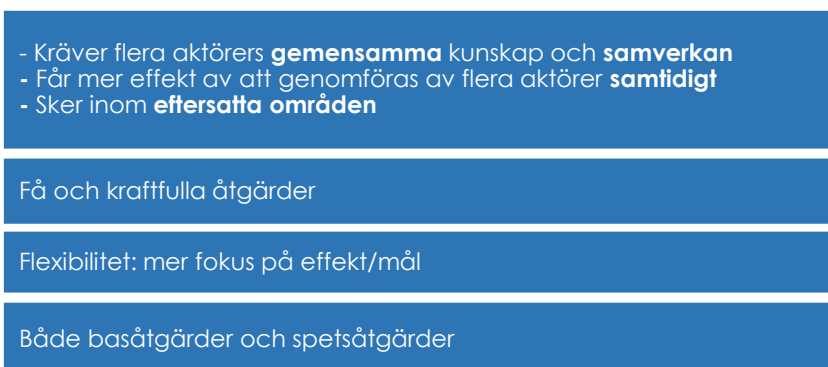 - Kräver flera aktörers gemensamma kunskap och samverkan
- Får mer effekt av att genomföras av flera aktörer samtidigt
- Sker inom eftersatta områden
Få och kraftfulla åtgärder
Flexibilitet: mer fokus på effekt/mål
Både basåtgärder och spetsåtgärder